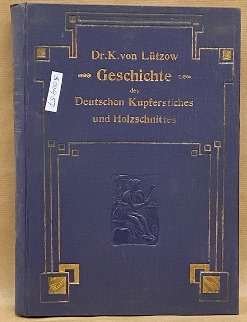 Dr. K. von Lützow
Geschichte
des
Deutschen Kupferstiches
und Holzschnittes